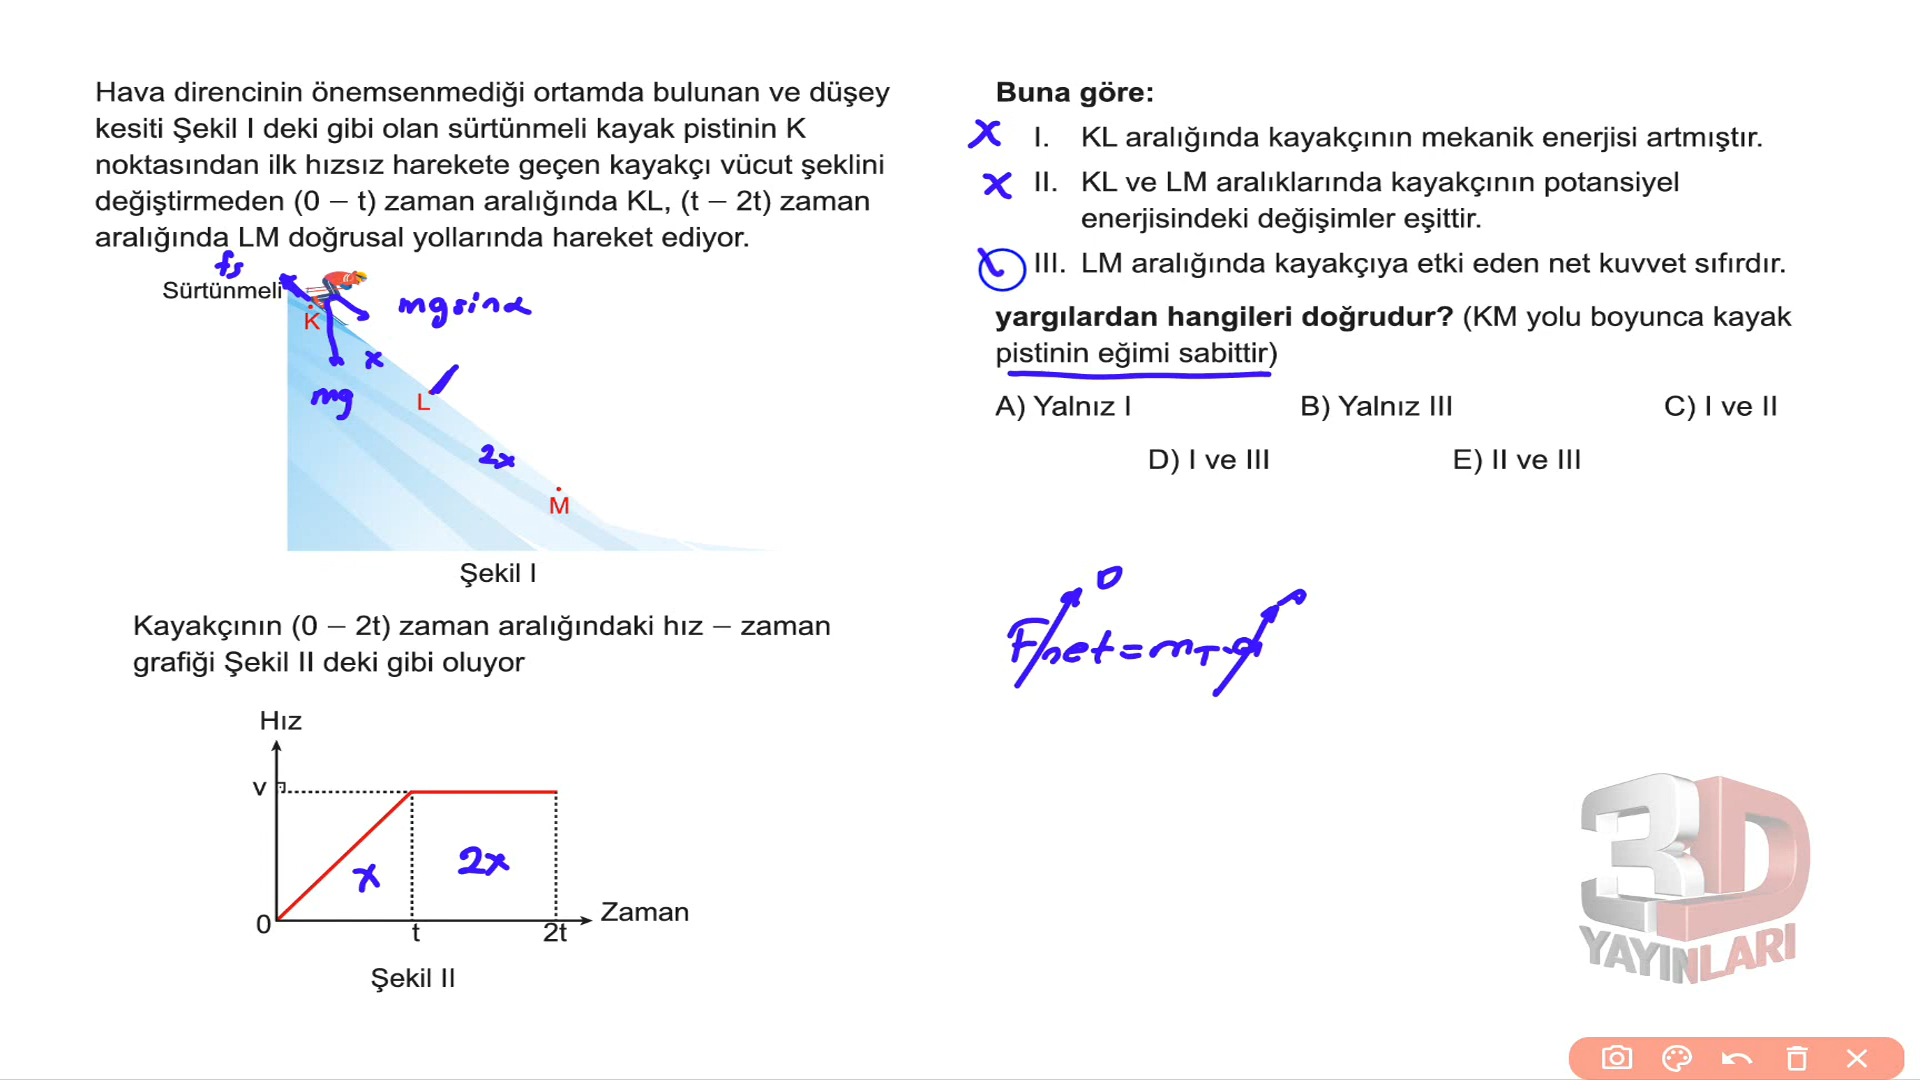 Hava direncinin önemsenmediği ortamda bulunan ve düşey
kesiti Şekil I deki gibi olan sürtünmeli kayak pistinin K
noktasından ilk hızsız harekete geçen kayakçı vücut şeklini
değiştirmeden (0 – t) zaman aralığında KL, (t – 2t) zaman
aralığında LM doğrusal yollarında hareket ediyor.
fs
Sürtünmeli
K
mg sinα
x
mg
L
2x
M
Şekil I
Kayakçının (0 – 2t) zaman aralığındaki hız – zaman
grafiği Şekil II deki gibi oluyor
Hız
v
x
2x
0
t
2t
Zaman
Şekil II
Buna göre:
x I. KL aralığında kayakçının mekanik enerjisi artmıştır.
x II. KL ve LM aralıklarında kayakçının potansiyel
enerjisindeki değişimler eşittir.
III. LM aralığında kayakçıya etki eden net kuvvet sıfırdır.
yargılardan hangileri doğrudur? (KM yolu boyunca kayak
pistinin eğimi sabittir)
A) Yalnız I B) Yalnız III C) I ve II
D) I ve III E) II ve III
0
Fnet = mT.a
3D
YAYINLARI